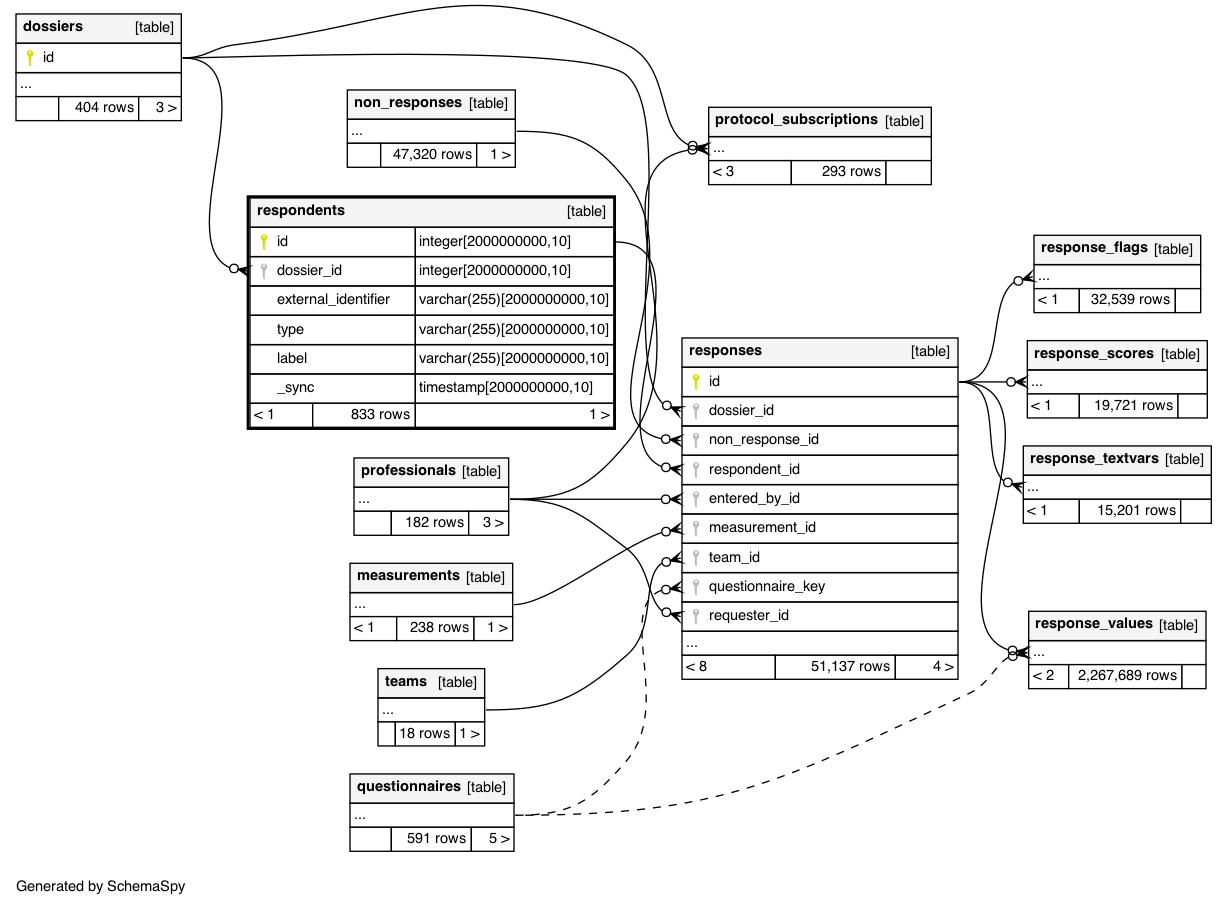 dossiers [table]
id
...
404 rows 3 >
non_responses [table]
...
47,320 rows 1 >
protocol_subscriptions [table]
...
< 3 293 rows
respondents [table]
id integer[2000000000,10]
dossier_id integer[2000000000,10]
external_identifier varchar(255)[2000000000,10]
type varchar(255)[2000000000,10]
label varchar(255)[2000000000,10]
_sync timestamp[2000000000,10]
< 1 833 rows 1 >
response_flags [table]
...
< 1 32,539 rows
responses [table]
id
dossier_id
non_response_id
respondent_id
entered_by_id
measurement_id
team_id
questionnaire_key
requester_id
...
< 8 51,137 rows 4 >
response_scores [table]
...
< 1 19,721 rows
response_textvars [table]
...
< 1 15,201 rows
professionals [table]
...
182 rows 3 >
measurements [table]
...
< 1 238 rows 1 >
response_values [table]
...
< 2 2,267,689 rows
teams [table]
...
18 rows 1 >
questionnaires [table]
...
591 rows 5 >
Generated by SchemaSpy